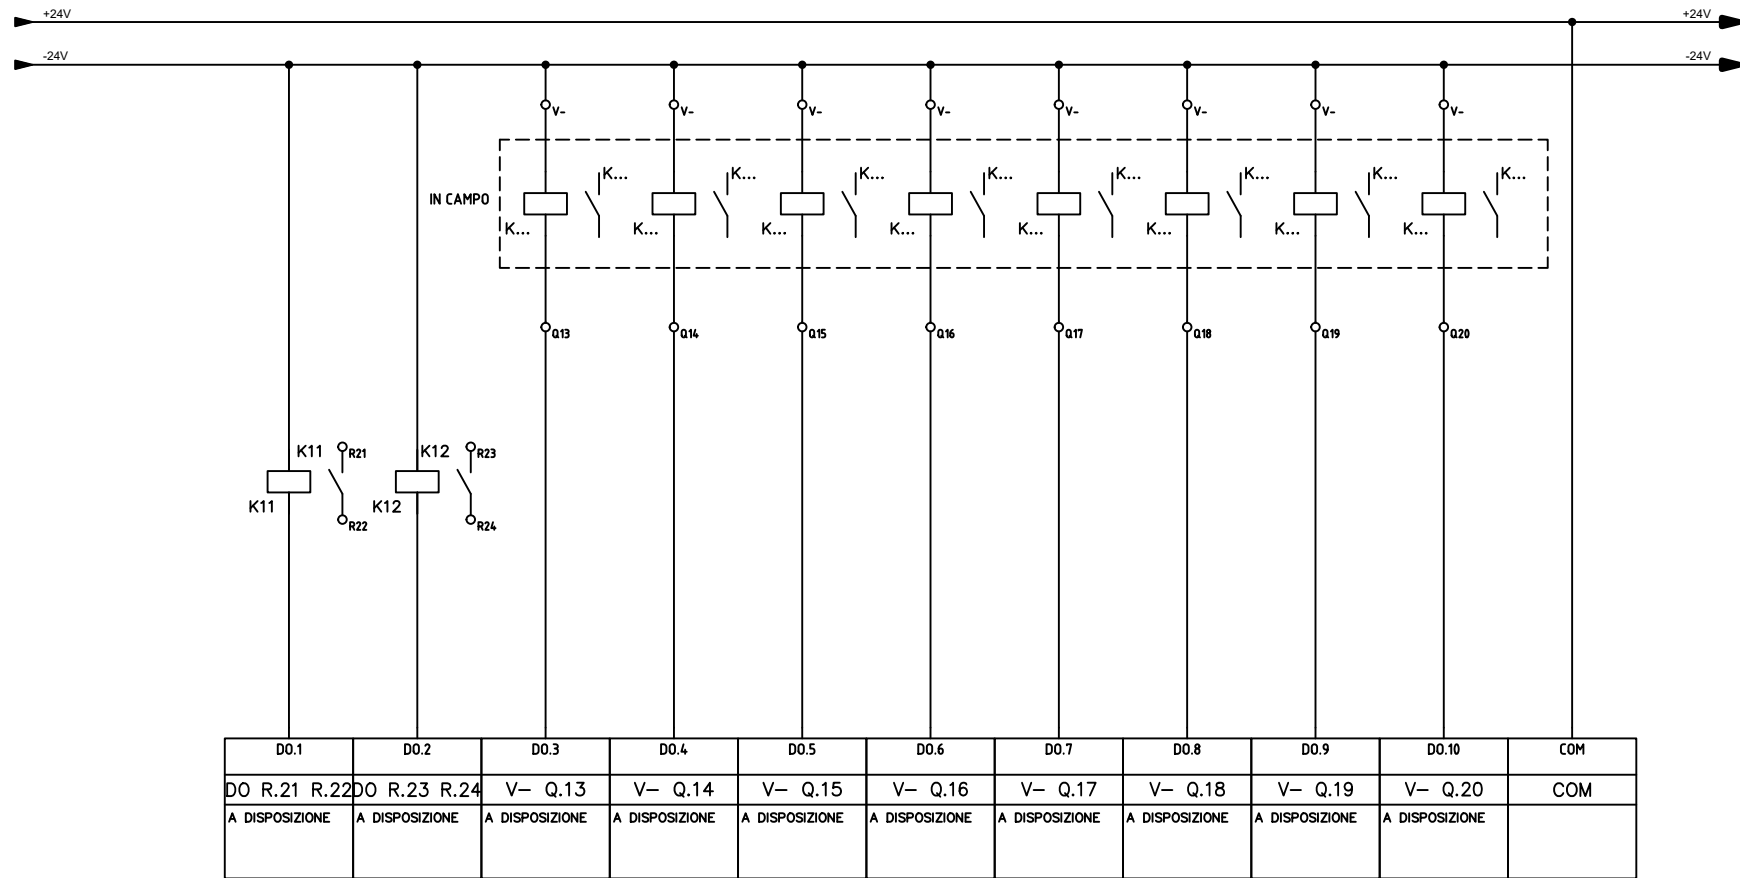 +24V +24V
-24V -24V
V- V- V- V- V- V- V- V-
K... K... K... K... K... K... K... K...
IN CAMPO
K... K... K... K... K... K... K... K...
Q13 Q14 Q15 Q16 Q17 Q18 Q19 Q20
K11 R21 K12 R23
K11 R22 K12 R24
DO.1 DO.2 DO.3 DO.4 DO.5 DO.6 DO.7 DO.8 DO.9 DO.10 COM
DO R.21 R.22 DO R.23 R.24 V- Q.13 V- Q.14 V- Q.15 V- Q.16 V- Q.17 V- Q.18 V- Q.19 V- Q.20 COM
A DISPOSIZIONE A DISPOSIZIONE A DISPOSIZIONE A DISPOSIZIONE A DISPOSIZIONE A DISPOSIZIONE A DISPOSIZIONE A DISPOSIZIONE A DISPOSIZIONE A DISPOSIZIONE